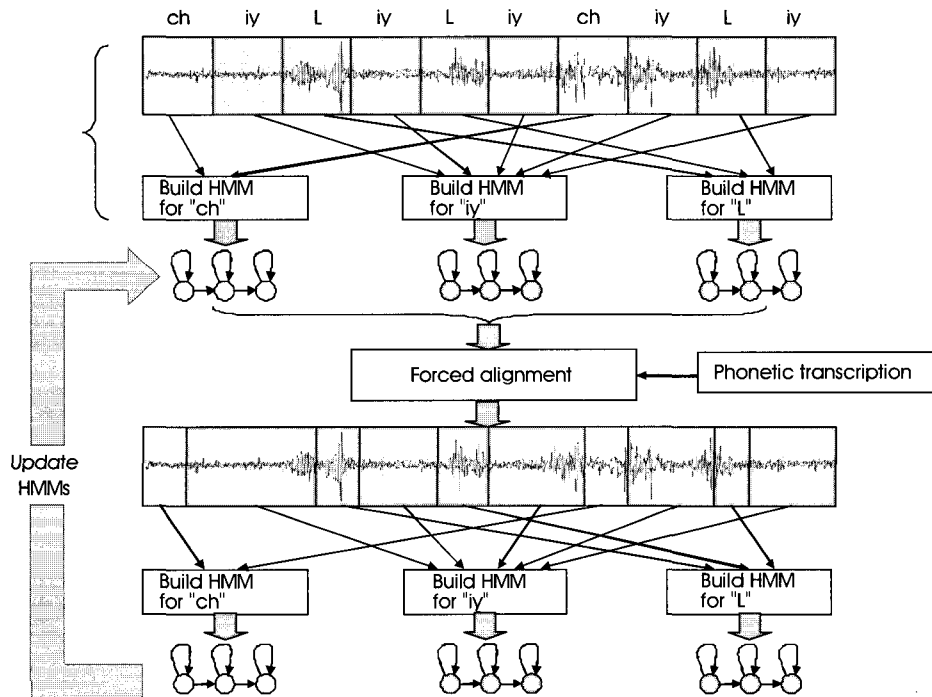 ch iy L iy L iy ch iy L iy
Build HMM
for "ch"
Build HMM
for "iy"
Build HMM
for "L"
Forced alignment
Phonetic transcription
Update
HMMs
Build HMM
for "ch"
Build HMM
for "iy"
Build HMM
for "L"